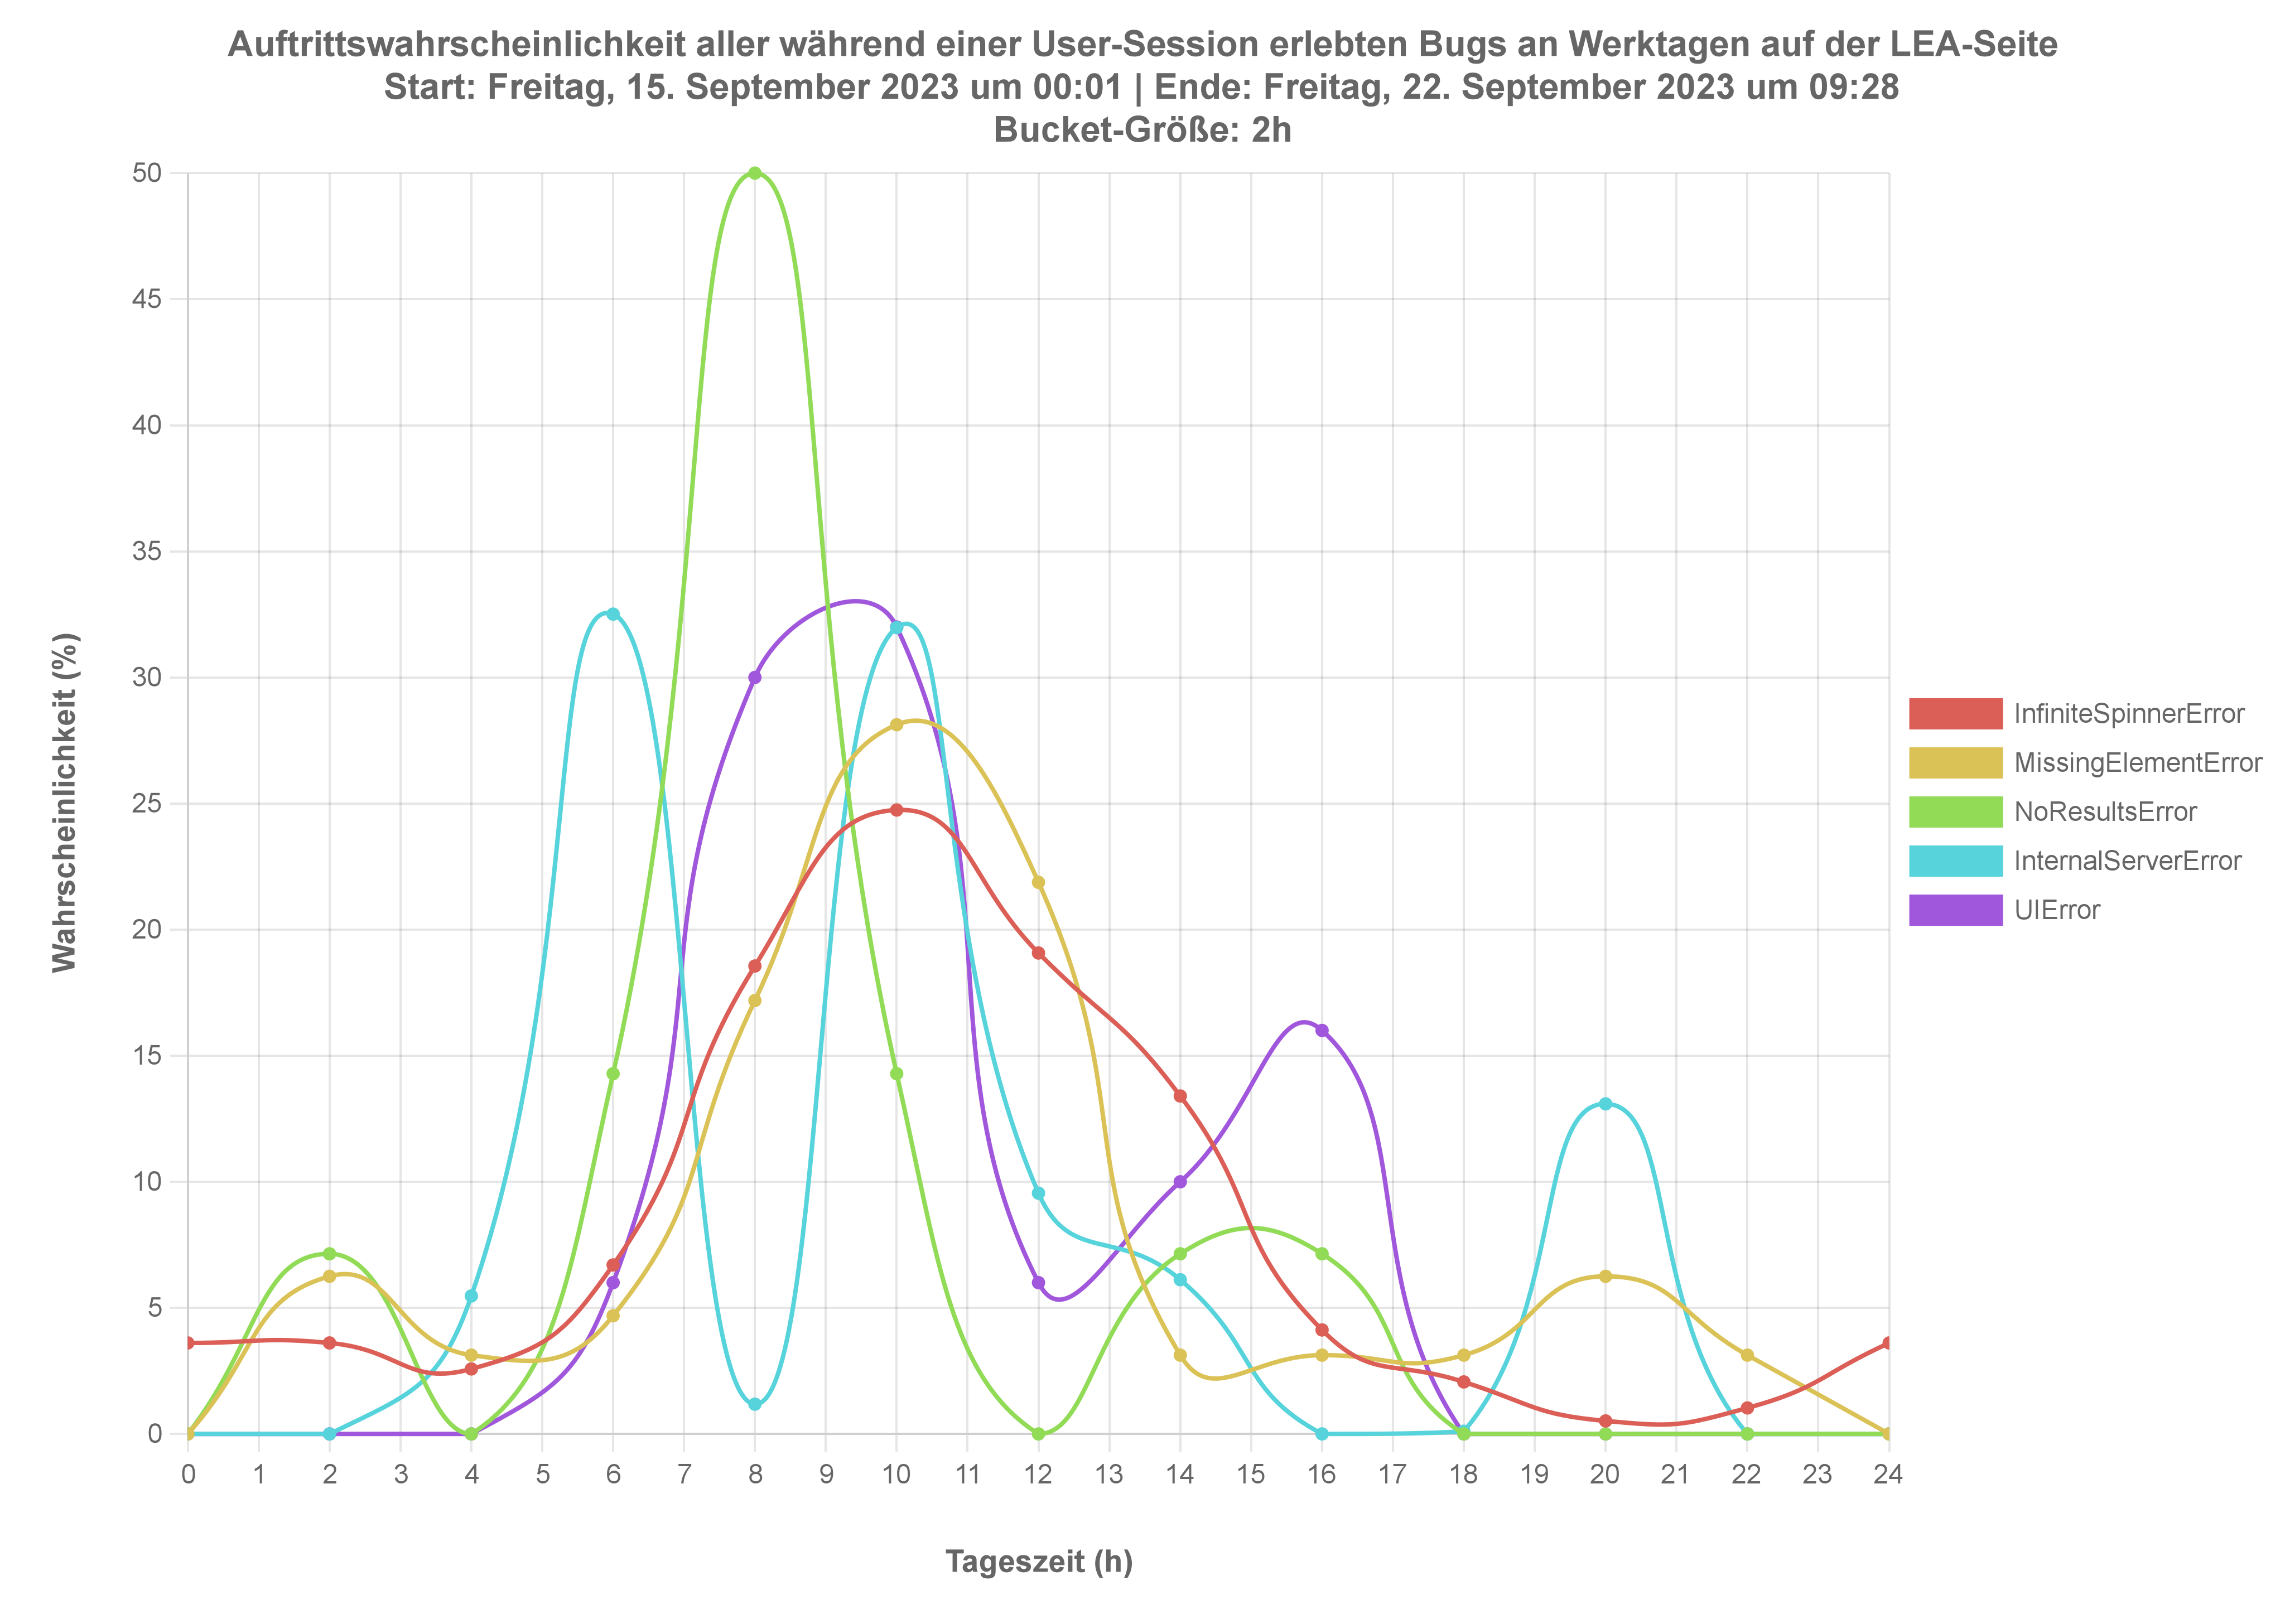 Auftrittswahrscheinlichkeit aller während einer User-Session erlebten Bugs an Werktagen auf der LEA-Seite
Start: Freitag, 15. September 2023 um 00:01 | Ende: Freitag, 22. September 2023 um 09:28
Bucket-Größe: 2h
50
45
40
35
30
25
20
15
10
5
0
Wahrscheinlichkeit (%)
0 1 2 3 4 5 6 7 8 9 10 11 12 13 14 15 16 17 18 19 20 21 22 23 24
Tageszeit (h)
InfiniteSpinnerError
MissingElementError
NoResultsError
InternalServerError
UIError